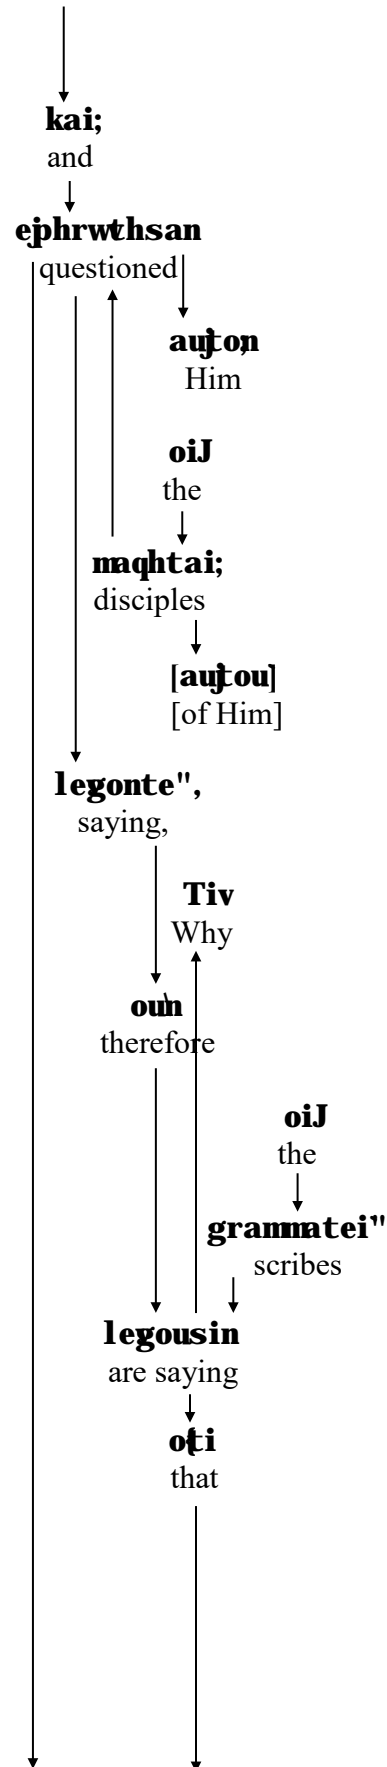 kai;
and
ejphrwvthsan
questioned
aujto;n
Him
oiJ
the
maqhtai;
disciples
[aujtou]
[of Him]
levgonte",
saying,
Tiv
Why
ou\n
therefore
oiJ
the
grammatei"
scribes
levgousin
are saying
o{ti
that